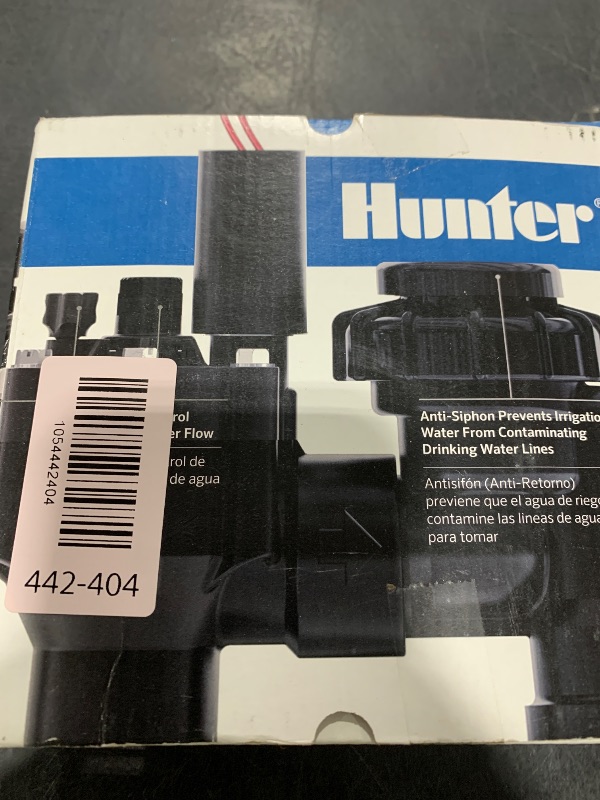 Hunter®
rol
er Flow
rol de
de agua
1054442404
442-404
Anti-Siphon Prevents Irrigatio
Water From Contaminating
Drinking Water Lines
Antisifón (Anti-Retorno)
previene que el agua de riego
contamine las lineas de agua
para tomar